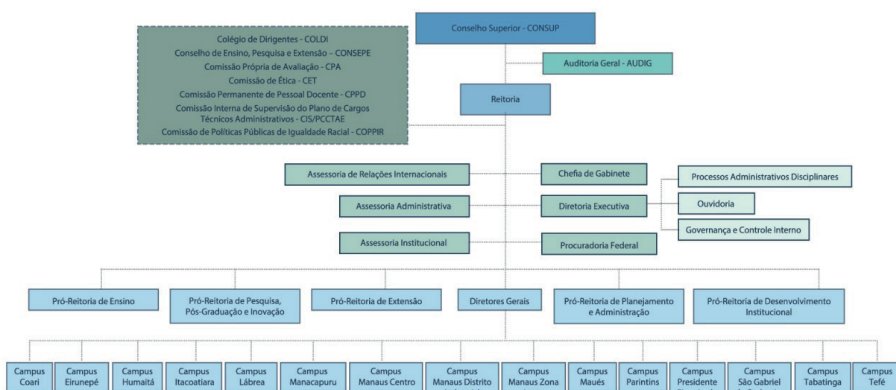 Conselho Superior - CONSUP
Colégio de Dirigentes - COLDI
Conselho de Ensino, Pesquisa e Extensão – CONSEPE
Comissão Própria de Avaliação - CPA
Comissão de Ética - CET
Comissão Permanente de Pessoal Docente - CPPD
Comissão Interna de Supervisão do Plano de Cargos
Técnicos Administrativos - CIS/PCCTAE
Comissão de Políticas Públicas de Igualdade Racial - COPPIR
Auditoria Geral - AUDIG
Reitoria
Assessoria de Relações Internacionais
Chefia de Gabinete
Processos Administrativos Disciplinares
Assessoria Administrativa
Diretoria Executiva
Ouvidoria
Governança e Controle Interno
Assessoria Institucional
Procuradoria Federal
Pró-Reitoria de Ensino
Pró-Reitoria de Pesquisa,
Pós-Graduação e Inovação
Pró-Reitoria de Extensão
Diretores Gerais
Pró-Reitoria de Planejamento
e Administração
Pró-Reitoria de Desenvolvimento
Institucional
Campus
Coari
Campus
Eirunepé
Campus
Humaitá
Campus
Itacoatiara
Campus
Lábrea
Campus
Manacapuru
Campus
Manaus Centro
Campus
Manaus Distrito
Campus
Manaus Zona
Campus
Maués
Campus
Parintins
Campus
Presidente
Campus
São Gabriel
Campus
Tabatinga
Campus
Tefé